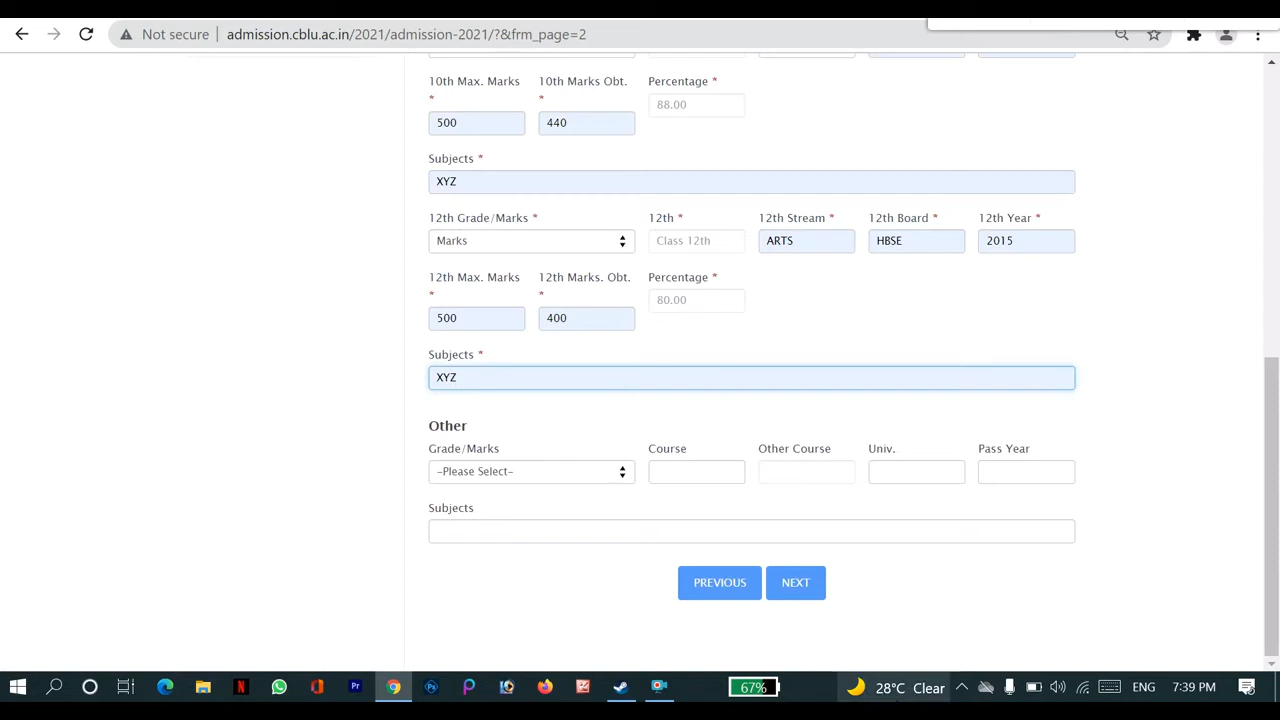 Not secure admission.cblu.ac.in/2021/admission-2021/?&frm_page=2
10th Max. Marks 10th Marks Obt. Percentage *
* * 88.00
500 440
Subjects *
XYZ
12th Grade/Marks * 12th * 12th Stream * 12th Board * 12th Year *
Marks Class 12th ARTS HBSE 2015
12th Max. Marks 12th Marks. Obt. Percentage *
* * 80.00
500 400
Subjects *
XYZ
Other
Grade/Marks Course Other Course Univ. Pass Year
-Please Select-
Subjects
PREVIOUS NEXT
67% 28°C Clear ENG 7:39 PM